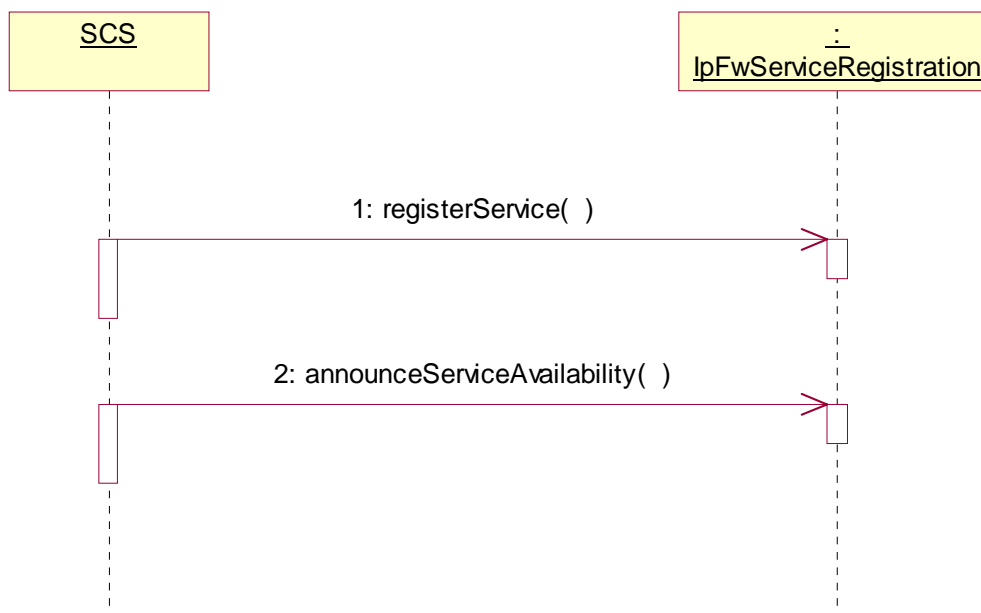 SCS
:
IpFwServiceRegistration
1: registerService( )
2: announceServiceAvailability( )